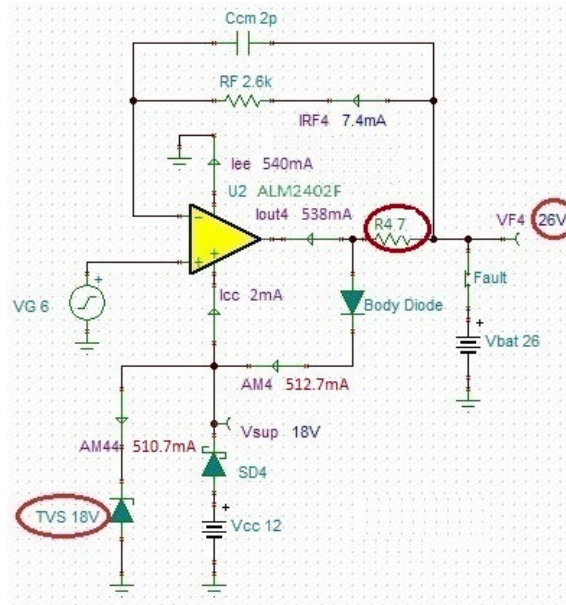 Ccm 2p
RF 2.6k
IRF4 7.4mA
Iee 540mA
U2 ALM2402F
Iout4 538mA
R4 7
VF4 26V
+
VG 6
Icc 2mA
Body Diode
Fault
+
Vbat 26
AM4 512.7mA
Vsup 18V
AM44 510.7mA
SD4
TVS 18V
+
Vcc 12